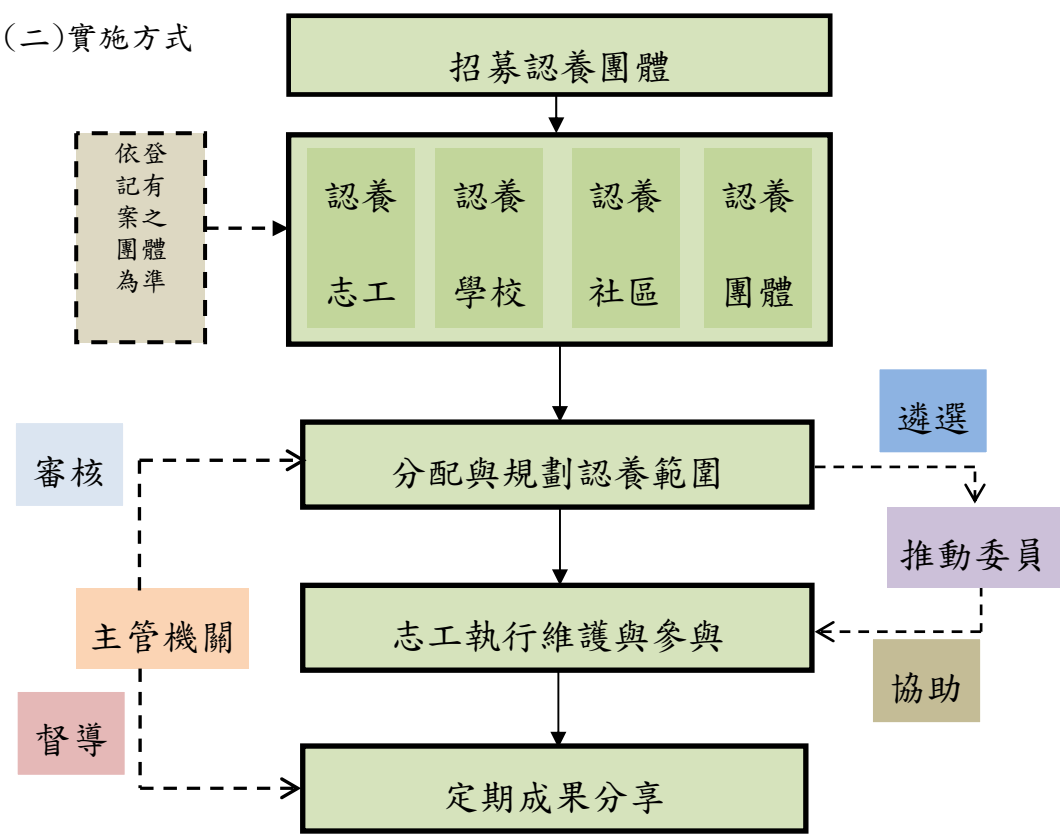 (二)實施方式
招募認養團體
依登
記有
案之
團體
為準
認養
志工
認養
學校
認養
社區
認養
團體
遴選
審核
分配與規劃認養範圍
推動委員
主管機關
志工執行維護與參與
協助
督導
定期成果分享